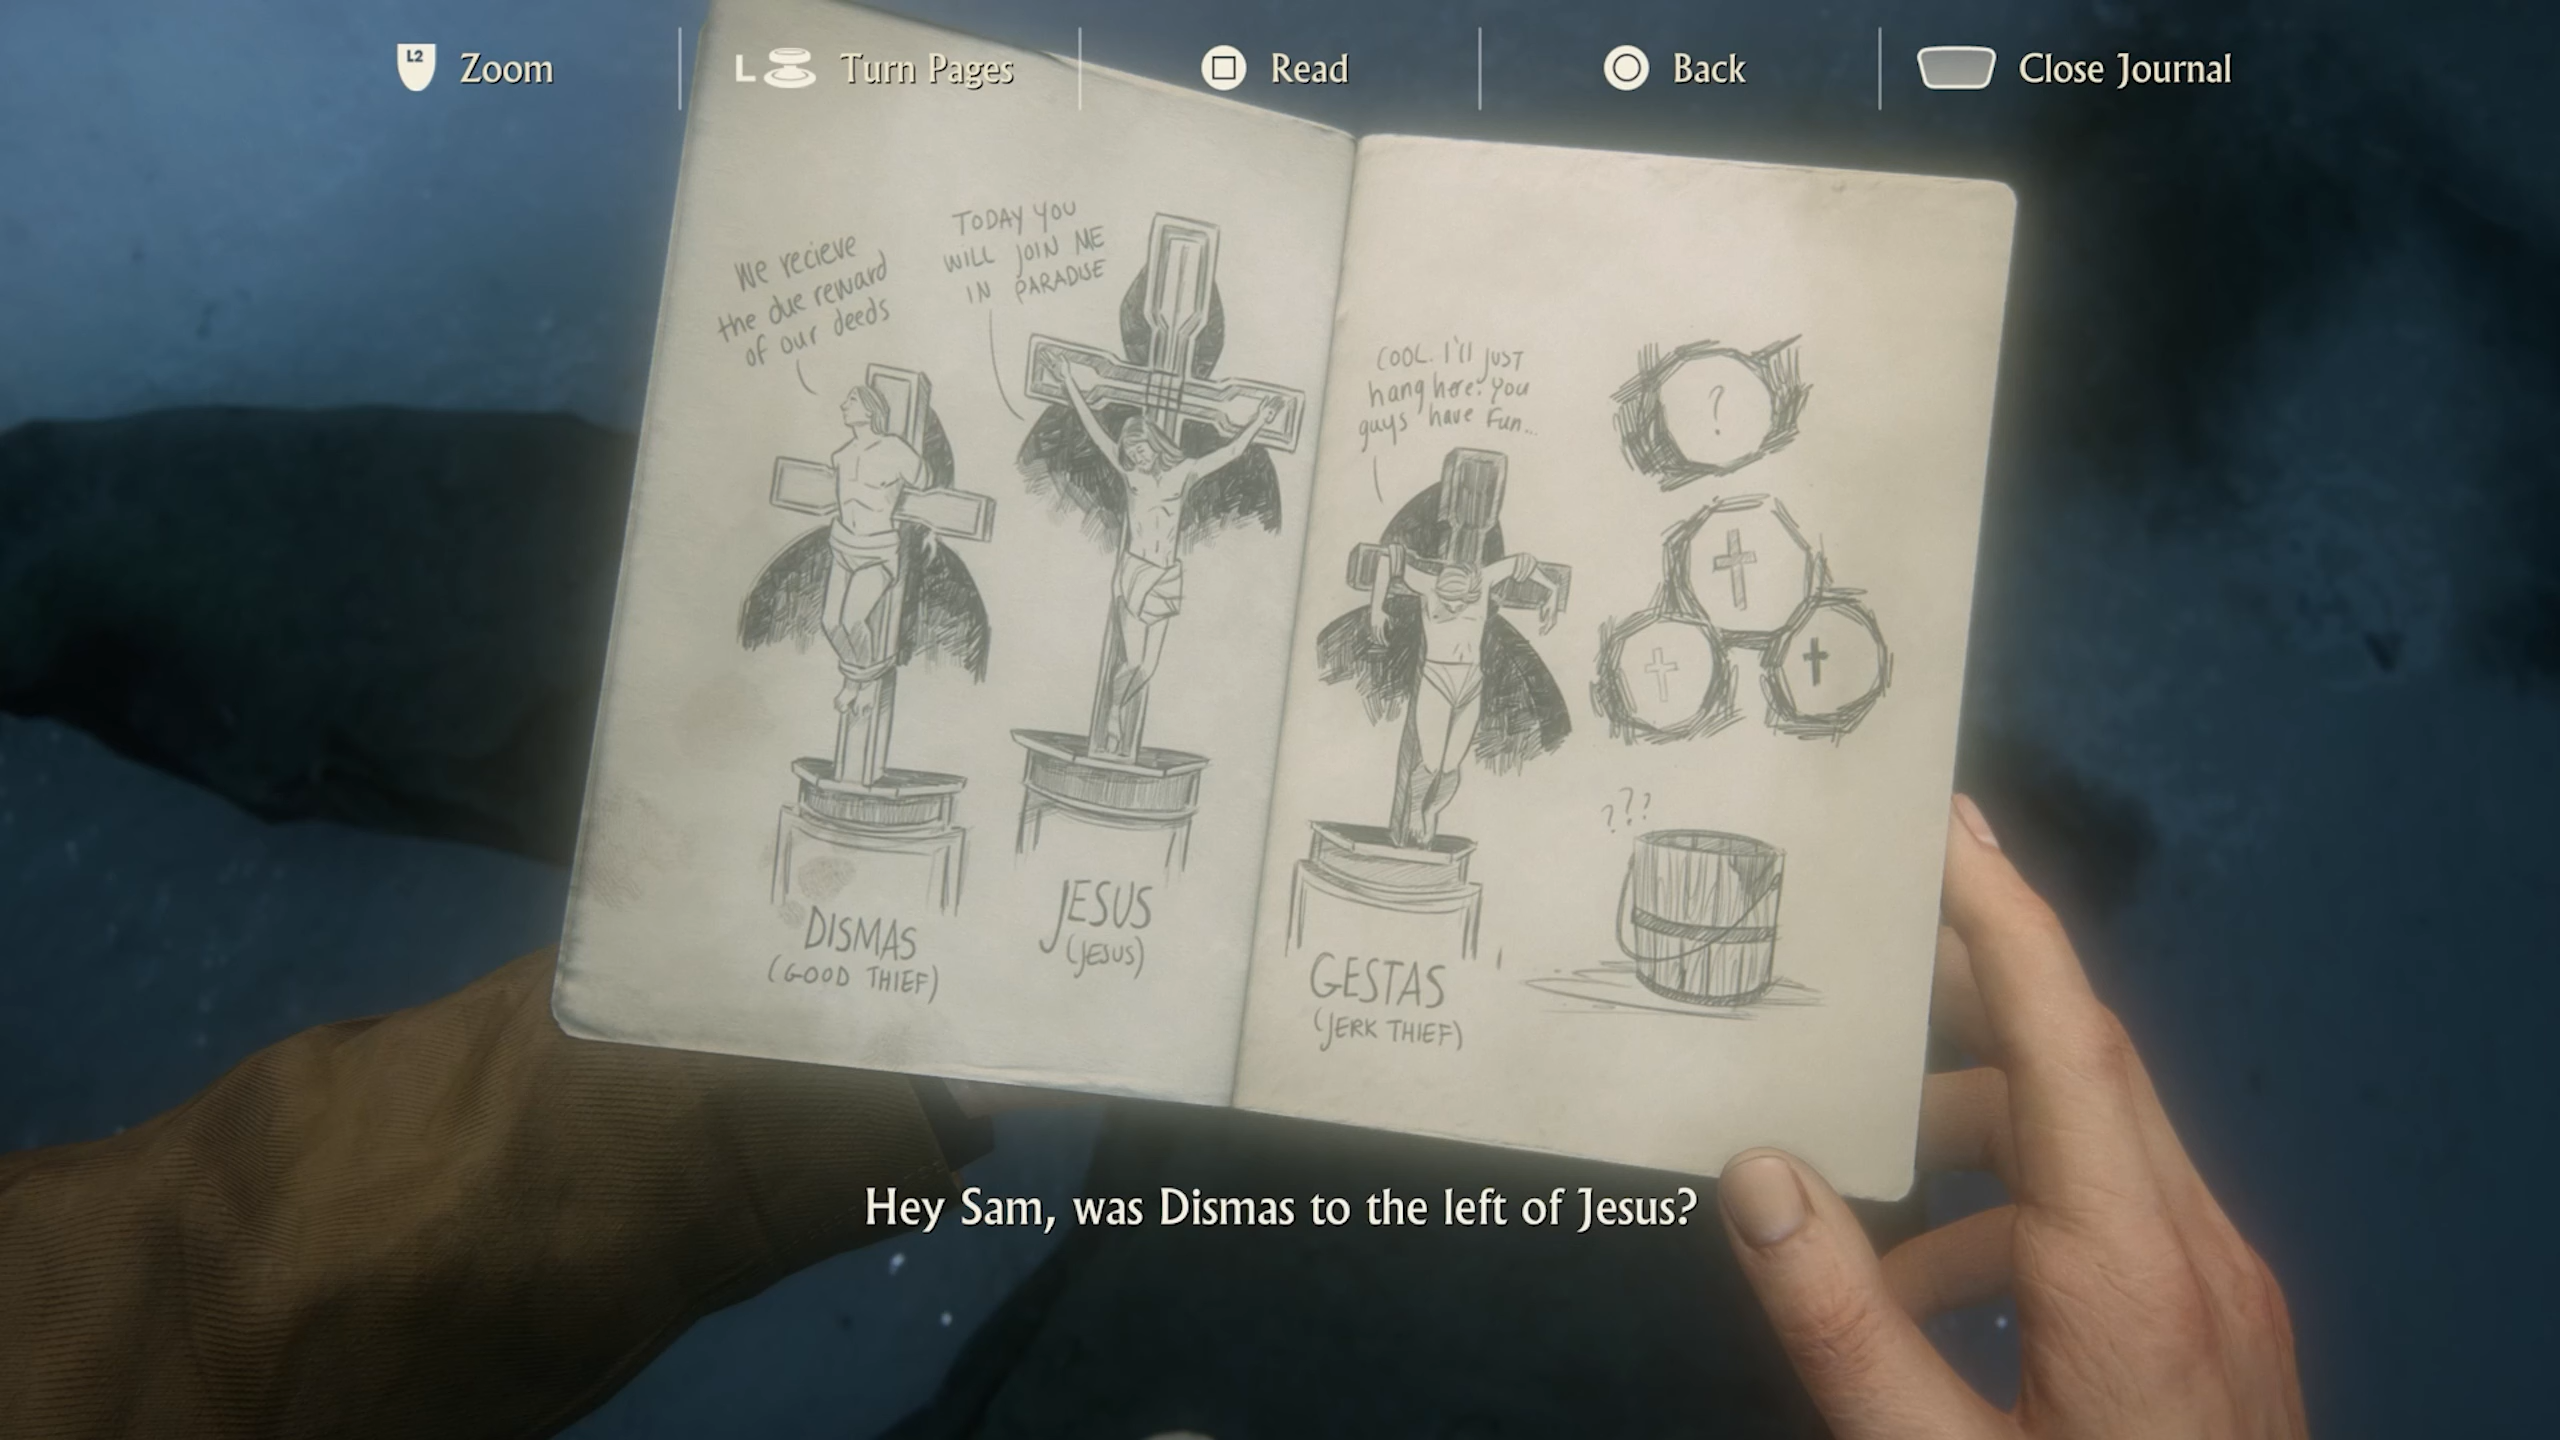 L2 Zoom
L Turn Pages
Read
Back
Close Journal
We recieve
the due reward
of our deeds
TODAY YOU
WILL JOIN ME
IN PARADISE
COOL. I'll JUST
hang here. You
guys have fun...
?
???
DISMAS
(GOOD THIEF)
JESUS
(JESUS)
GESTAS
(JERK THIEF)
Hey Sam, was Dismas to the left of Jesus?